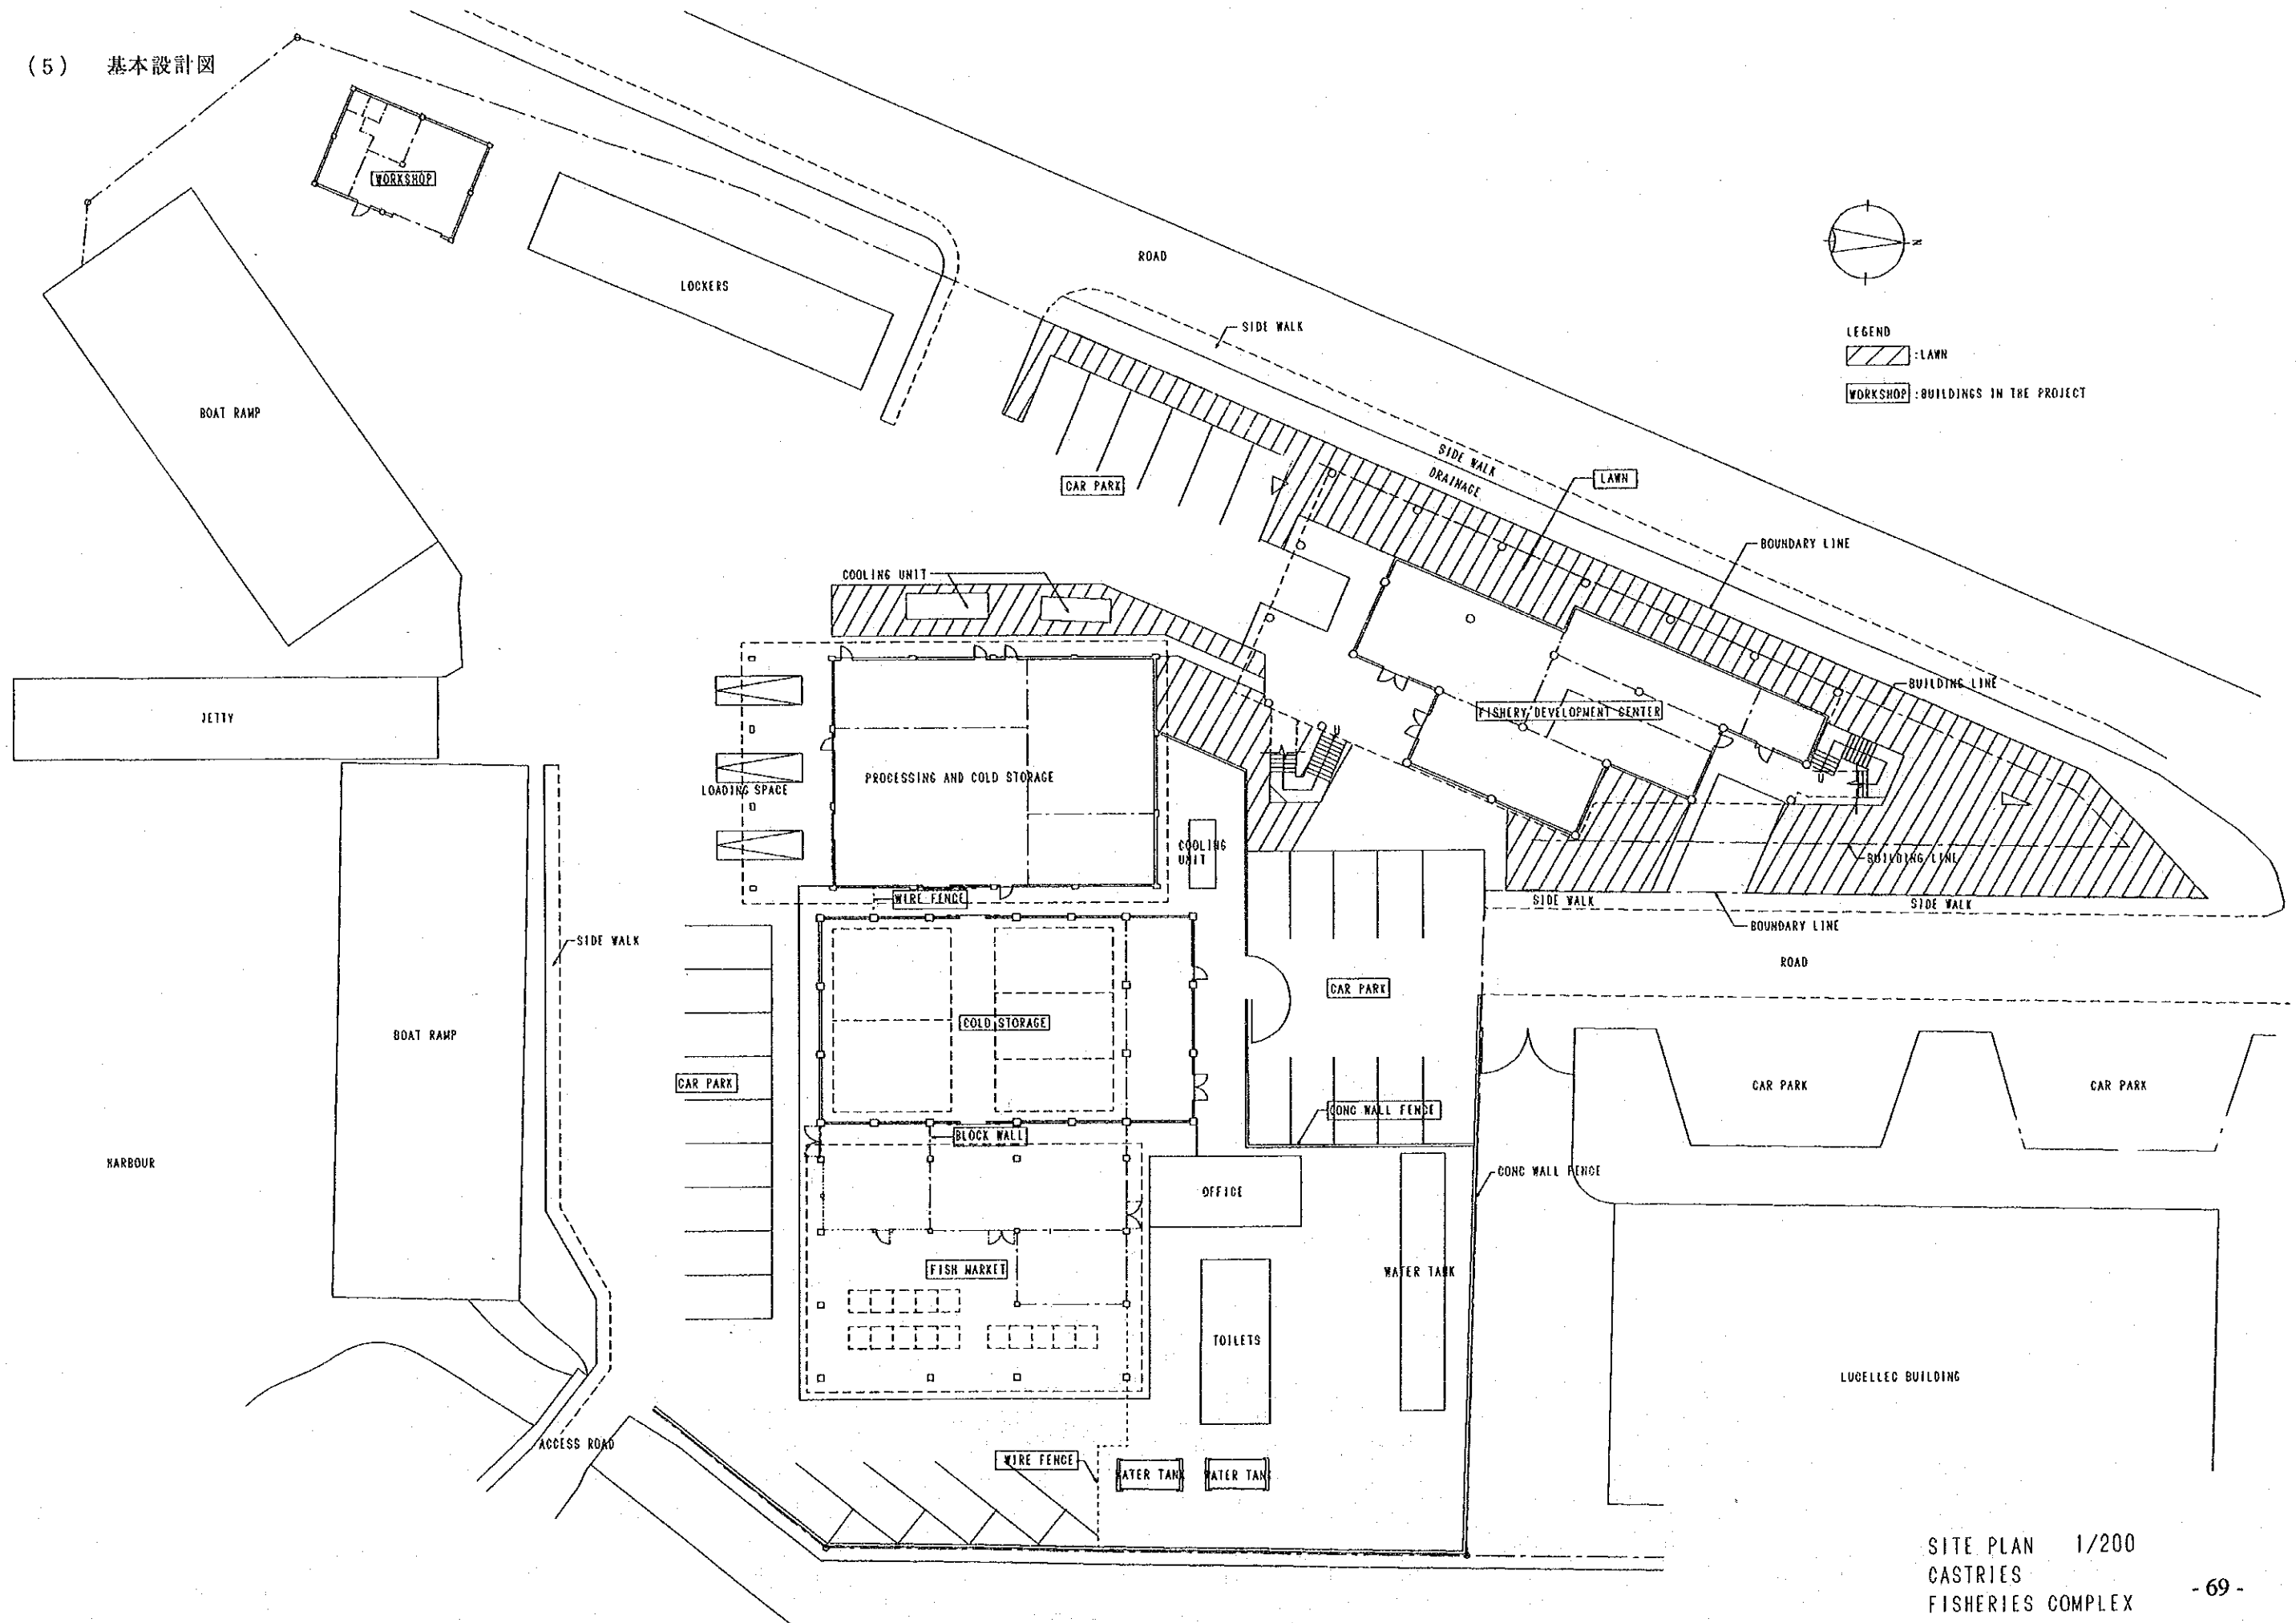 (5) 基本設計図
WORKSHOP
LOCKERS
ROAD
SIDE WALK
N
LEGEND
:LAWN
WORKSHOP :BUILDINGS IN THE PROJECT
BOAT RAMP
CAR PARK
SIDE WALK
DRAINAGE
LAWN
BOUNDARY LINE
COOLING UNIT
BUILDING LINE
FISHERY DEVELOPMENT CENTER
U
U
JETTY
PROCESSING AND COLD STORAGE
LOADING SPACE
COOLING
UNIT
BUILDING LINE
WIRE FENCE
SIDE WALK
SIDE WALK
BOUNDARY LINE
SIDE WALK
ROAD
CAR PARK
COLD STORAGE
BOAT RAMP
CAR PARK
CAR PARK
CAR PARK
CONC WALL FENCE
BLOCK WALL
HARBOUR
CONC WALL FENCE
OFFICE
FISH MARKET
WATER TANK
TOILETS
LUCELLEC BUILDING
ACCESS ROAD
WIRE FENCE
WATER TANK
WATER TANK
SITE PLAN 1/200
CASTRIES
FISHERIES COMPLEX
- 69 -